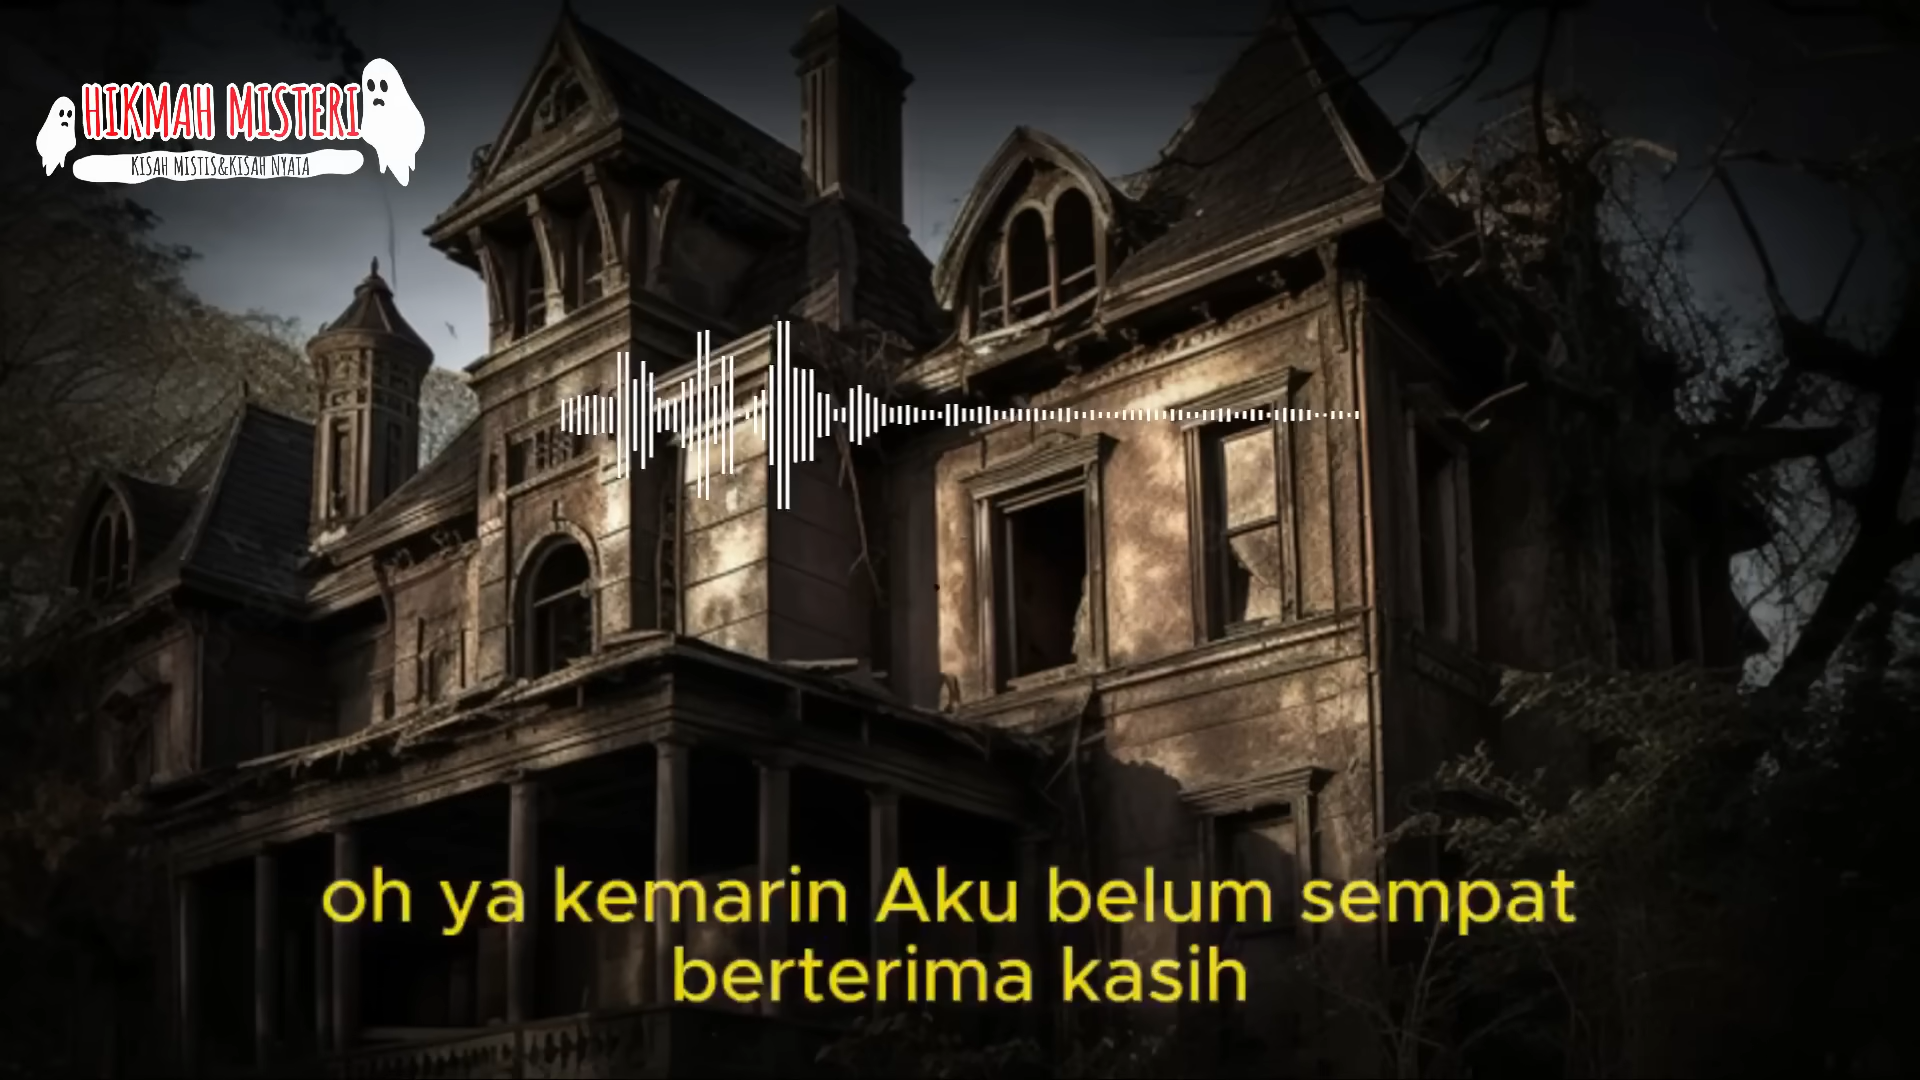 HIKMAH MISTERI
KISAH MISTIS&KISAH NYATA
oh ya kemarin Aku belum sempat
berterima kasih